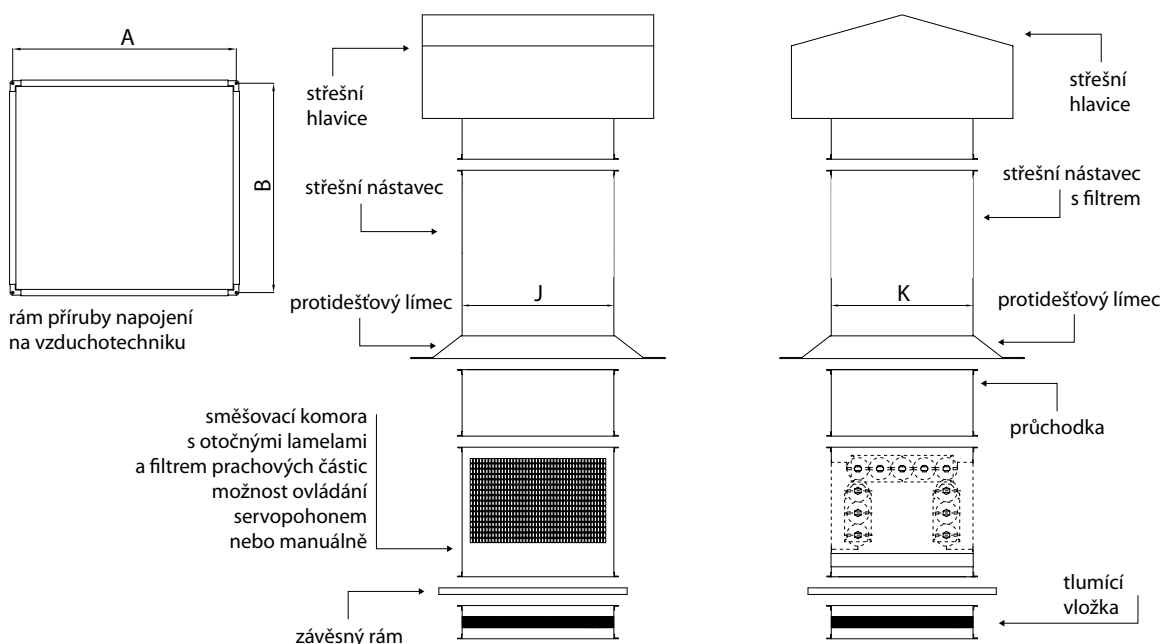 A
B
rám příruby napojení
na vzduchotechniku
střešní
hlavice
střešní nástavec
J
protidešťový límec
směšovací komora
s otočnými lamelami
a filtrem prachových částic
možnost ovládání
servopohonem
nebo manuálně
závěsný rám
střešní
hlavice
střešní nástavec
s filtrem
K
protidešťový límec
průchodka
tlumící
vložka